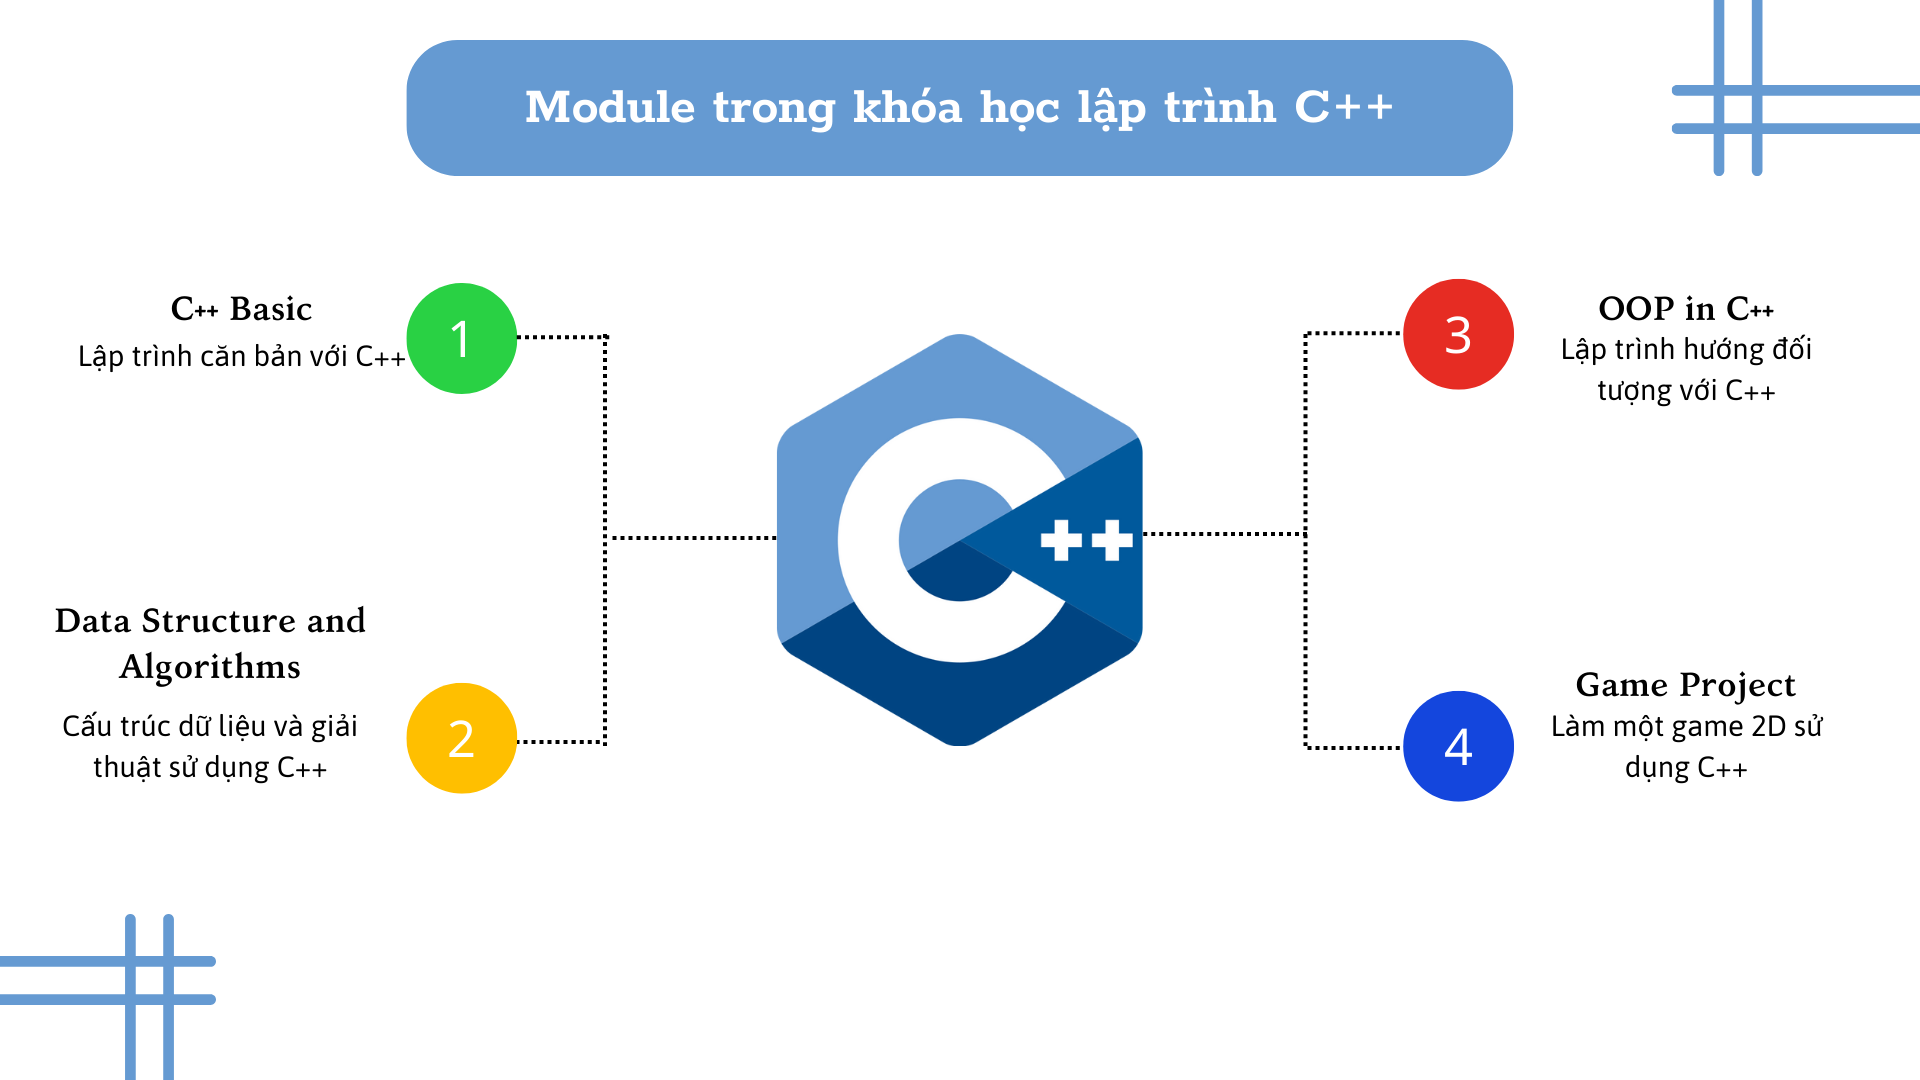 Module trong khóa học lập trình C++
C++ Basic
Lập trình căn bản với C++
1
Data Structure and
Algorithms
Cấu trúc dữ liệu và giải
thuật sử dụng C++
2
C++
3
OOP in C++
Lập trình hướng đối
tượng với C++
4
Game Project
Làm một game 2D sử
dụng C++